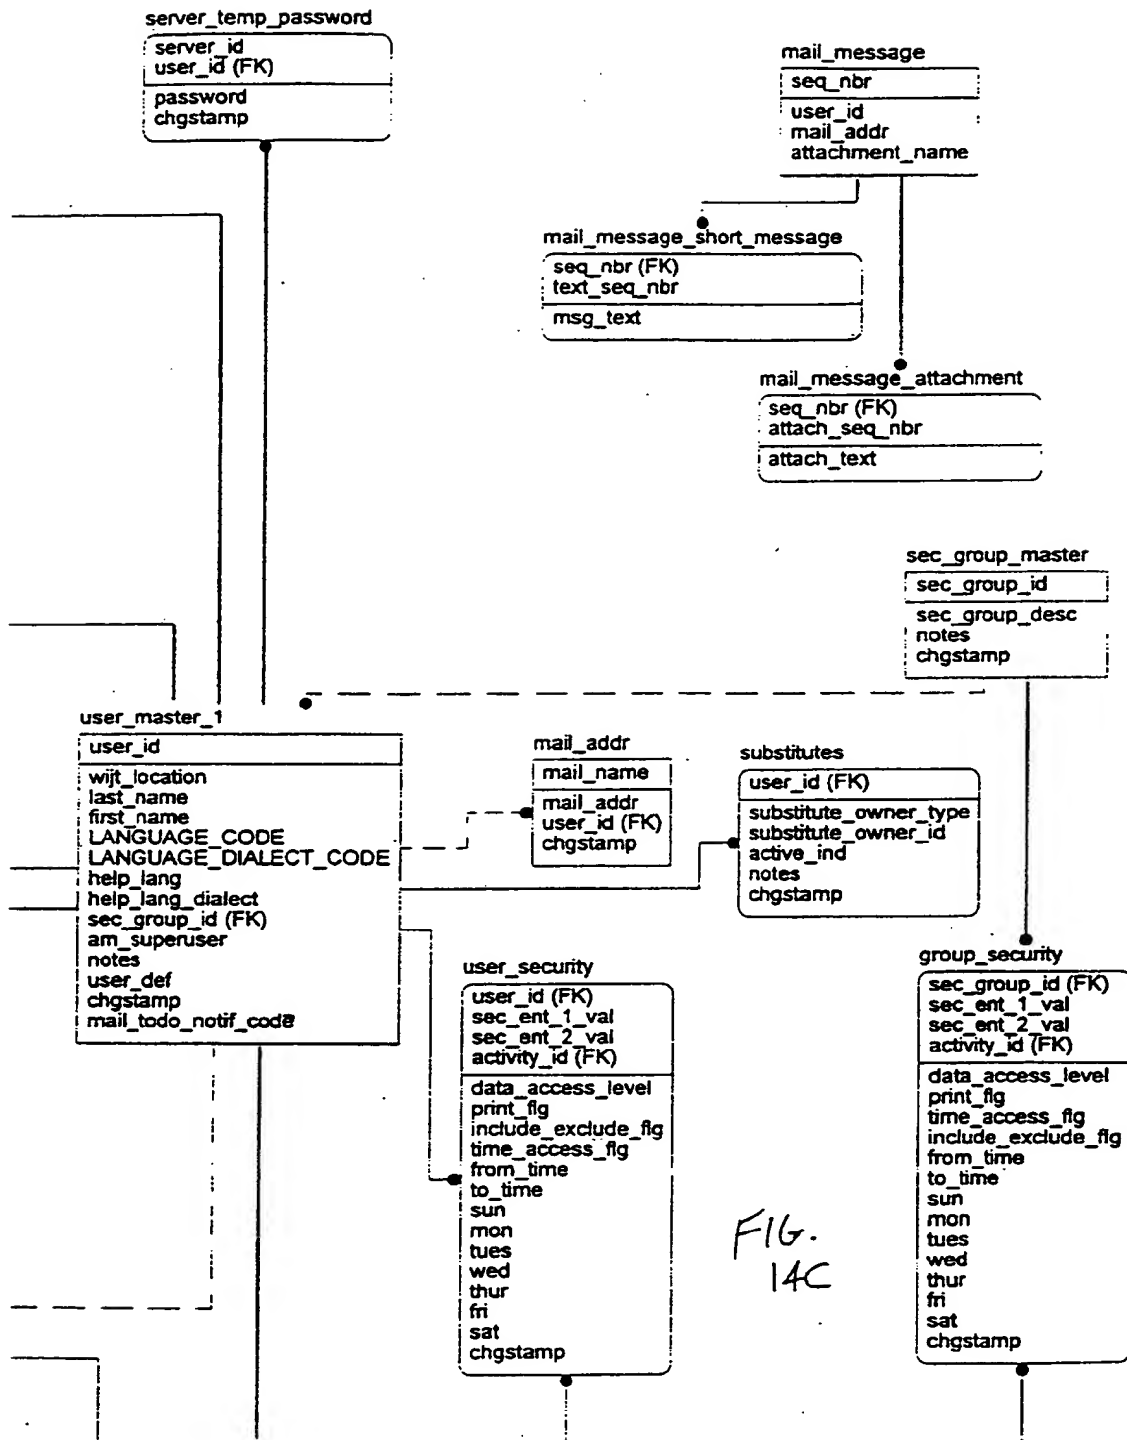 server_temp_password
server_id
user_id (FK)
password
chgstamp
mail_message
seq_nbr
user_id
mail_addr
attachment_name
mail_message_short_message
seq_nbr (FK)
text_seq_nbr
msg_text
mail_message_attachment
seq_nbr (FK)
attach_seq_nbr
attach_text
sec_group_master
sec_group_id
sec_group_desc
notes
chgstamp
user_master_1
user_id
wijt_location
last_name
first_name
LANGUAGE_CODE
LANGUAGE_DIALECT_CODE
help_lang
help_lang_dialect
sec_group_id (FK)
am_superuser
notes
user_def
chgstamp
mail_todo_notif_code
mail_addr
mail_name
mail_addr
user_id (FK)
chgstamp
substitutes
user_id (FK)
substitute_owner_type
substitute_owner_id
active_ind
notes
chgstamp
user_security
user_id (FK)
sec_ent_1_val
sec_ent_2_val
activity_id (FK)
data_access_level
print_flg
include_exclude_flg
time_access_flg
from_time
to_time
sun
mon
tues
wed
thur
fri
sat
chgstamp
group_security
sec_group_id (FK)
sec_ent_1_val
sec_ent_2_val
activity_id (FK)
data_access_level
print_flg
time_access_flg
include_exclude_flg
from_time
to_time
sun
mon
tues
wed
thur
fri
sat
chgstamp
FIG.
14C